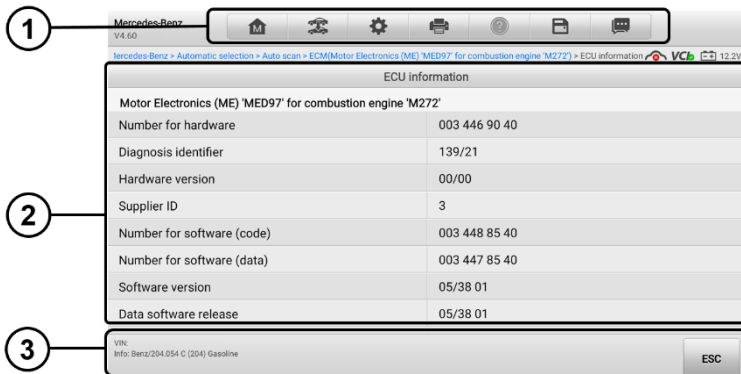 1
Mercedes-Benz
V4.60
lercedes-Benz > Automatic selection > Auto scan > ECM(Motor Electronics (ME) 'MED97' for combustion engine 'M272') > ECU information VCI 12.2V
ECU information
Motor Electronics (ME) 'MED97' for combustion engine 'M272'
Number for hardware 003 446 90 40
Diagnosis identifier 139/21
Hardware version 00/00
2
Supplier ID 3
Number for software (code) 003 448 85 40
Number for software (data) 003 447 85 40
Software version 05/38 01
Data software release 05/38 01
3
VIN:
Info: Benz/204.054 C (204) Gasoline
ESC